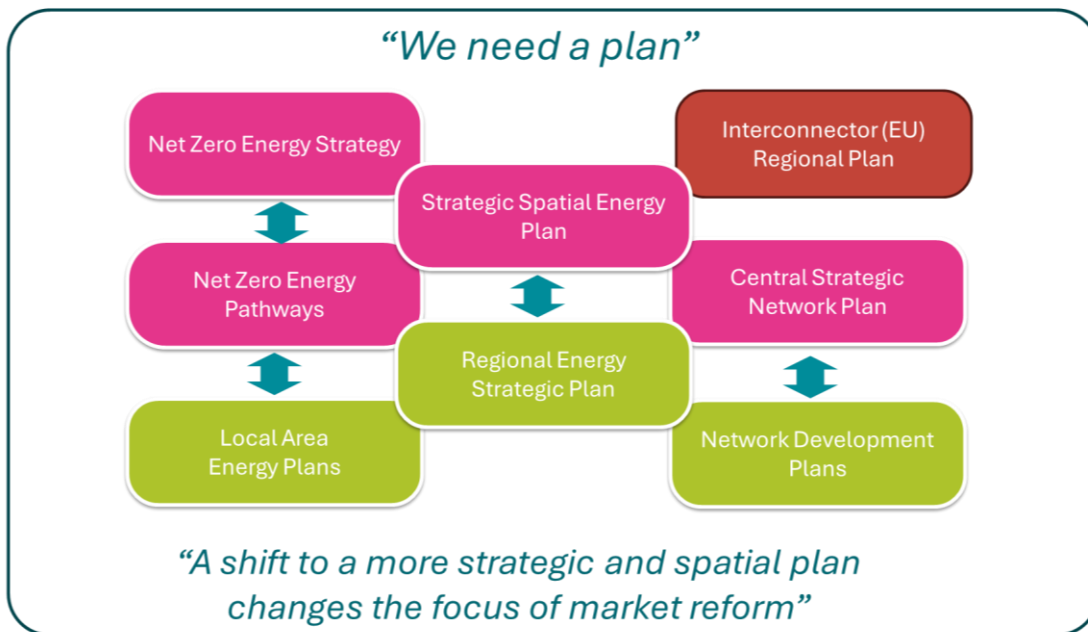 “We need a plan”
Net Zero Energy Strategy
Interconnector (EU)
Regional Plan
Strategic Spatial Energy
Plan
Net Zero Energy
Pathways
Central Strategic
Network Plan
Regional Energy
Strategic Plan
Local Area
Energy Plans
Network Development
Plans
“A shift to a more strategic and spatial plan
changes the focus of market reform”